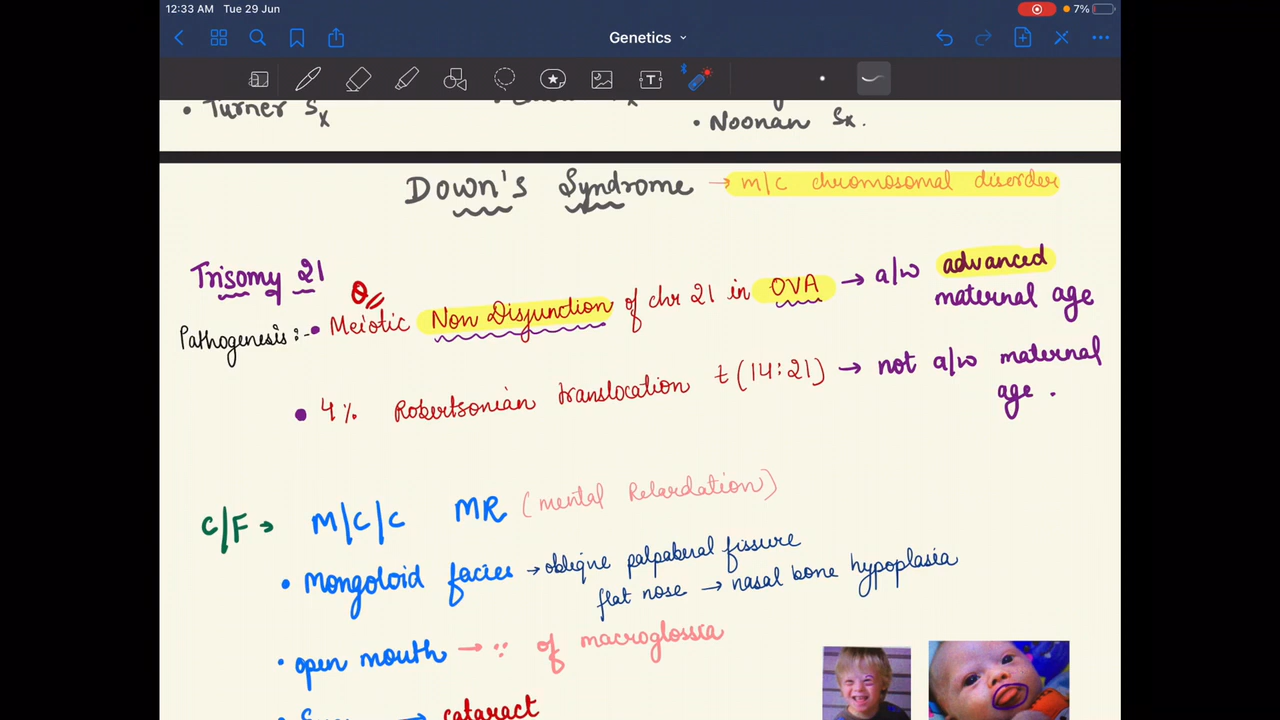 12:33 AM Tue 29 Jun
7%
Genetics
T
• Turner Sx
• Noonan Sx.
Down's Syndrome → m/c chromosomal disorder
Trisomy 21
Pathogenesis :- • Meiotic Non Disjunction of chr 21 in OVA → a/w advanced
maternal age
• 4% Robertsonian translocation t(14:21) → not a/w maternal
age.
C/F → M/C/C MR (mental Retardation)
• Mongoloid facies → oblique palpaberal fissure
flat nose → nasal bone hypoplasia
• open mouth → ∵ of macroglossia
→ cataract